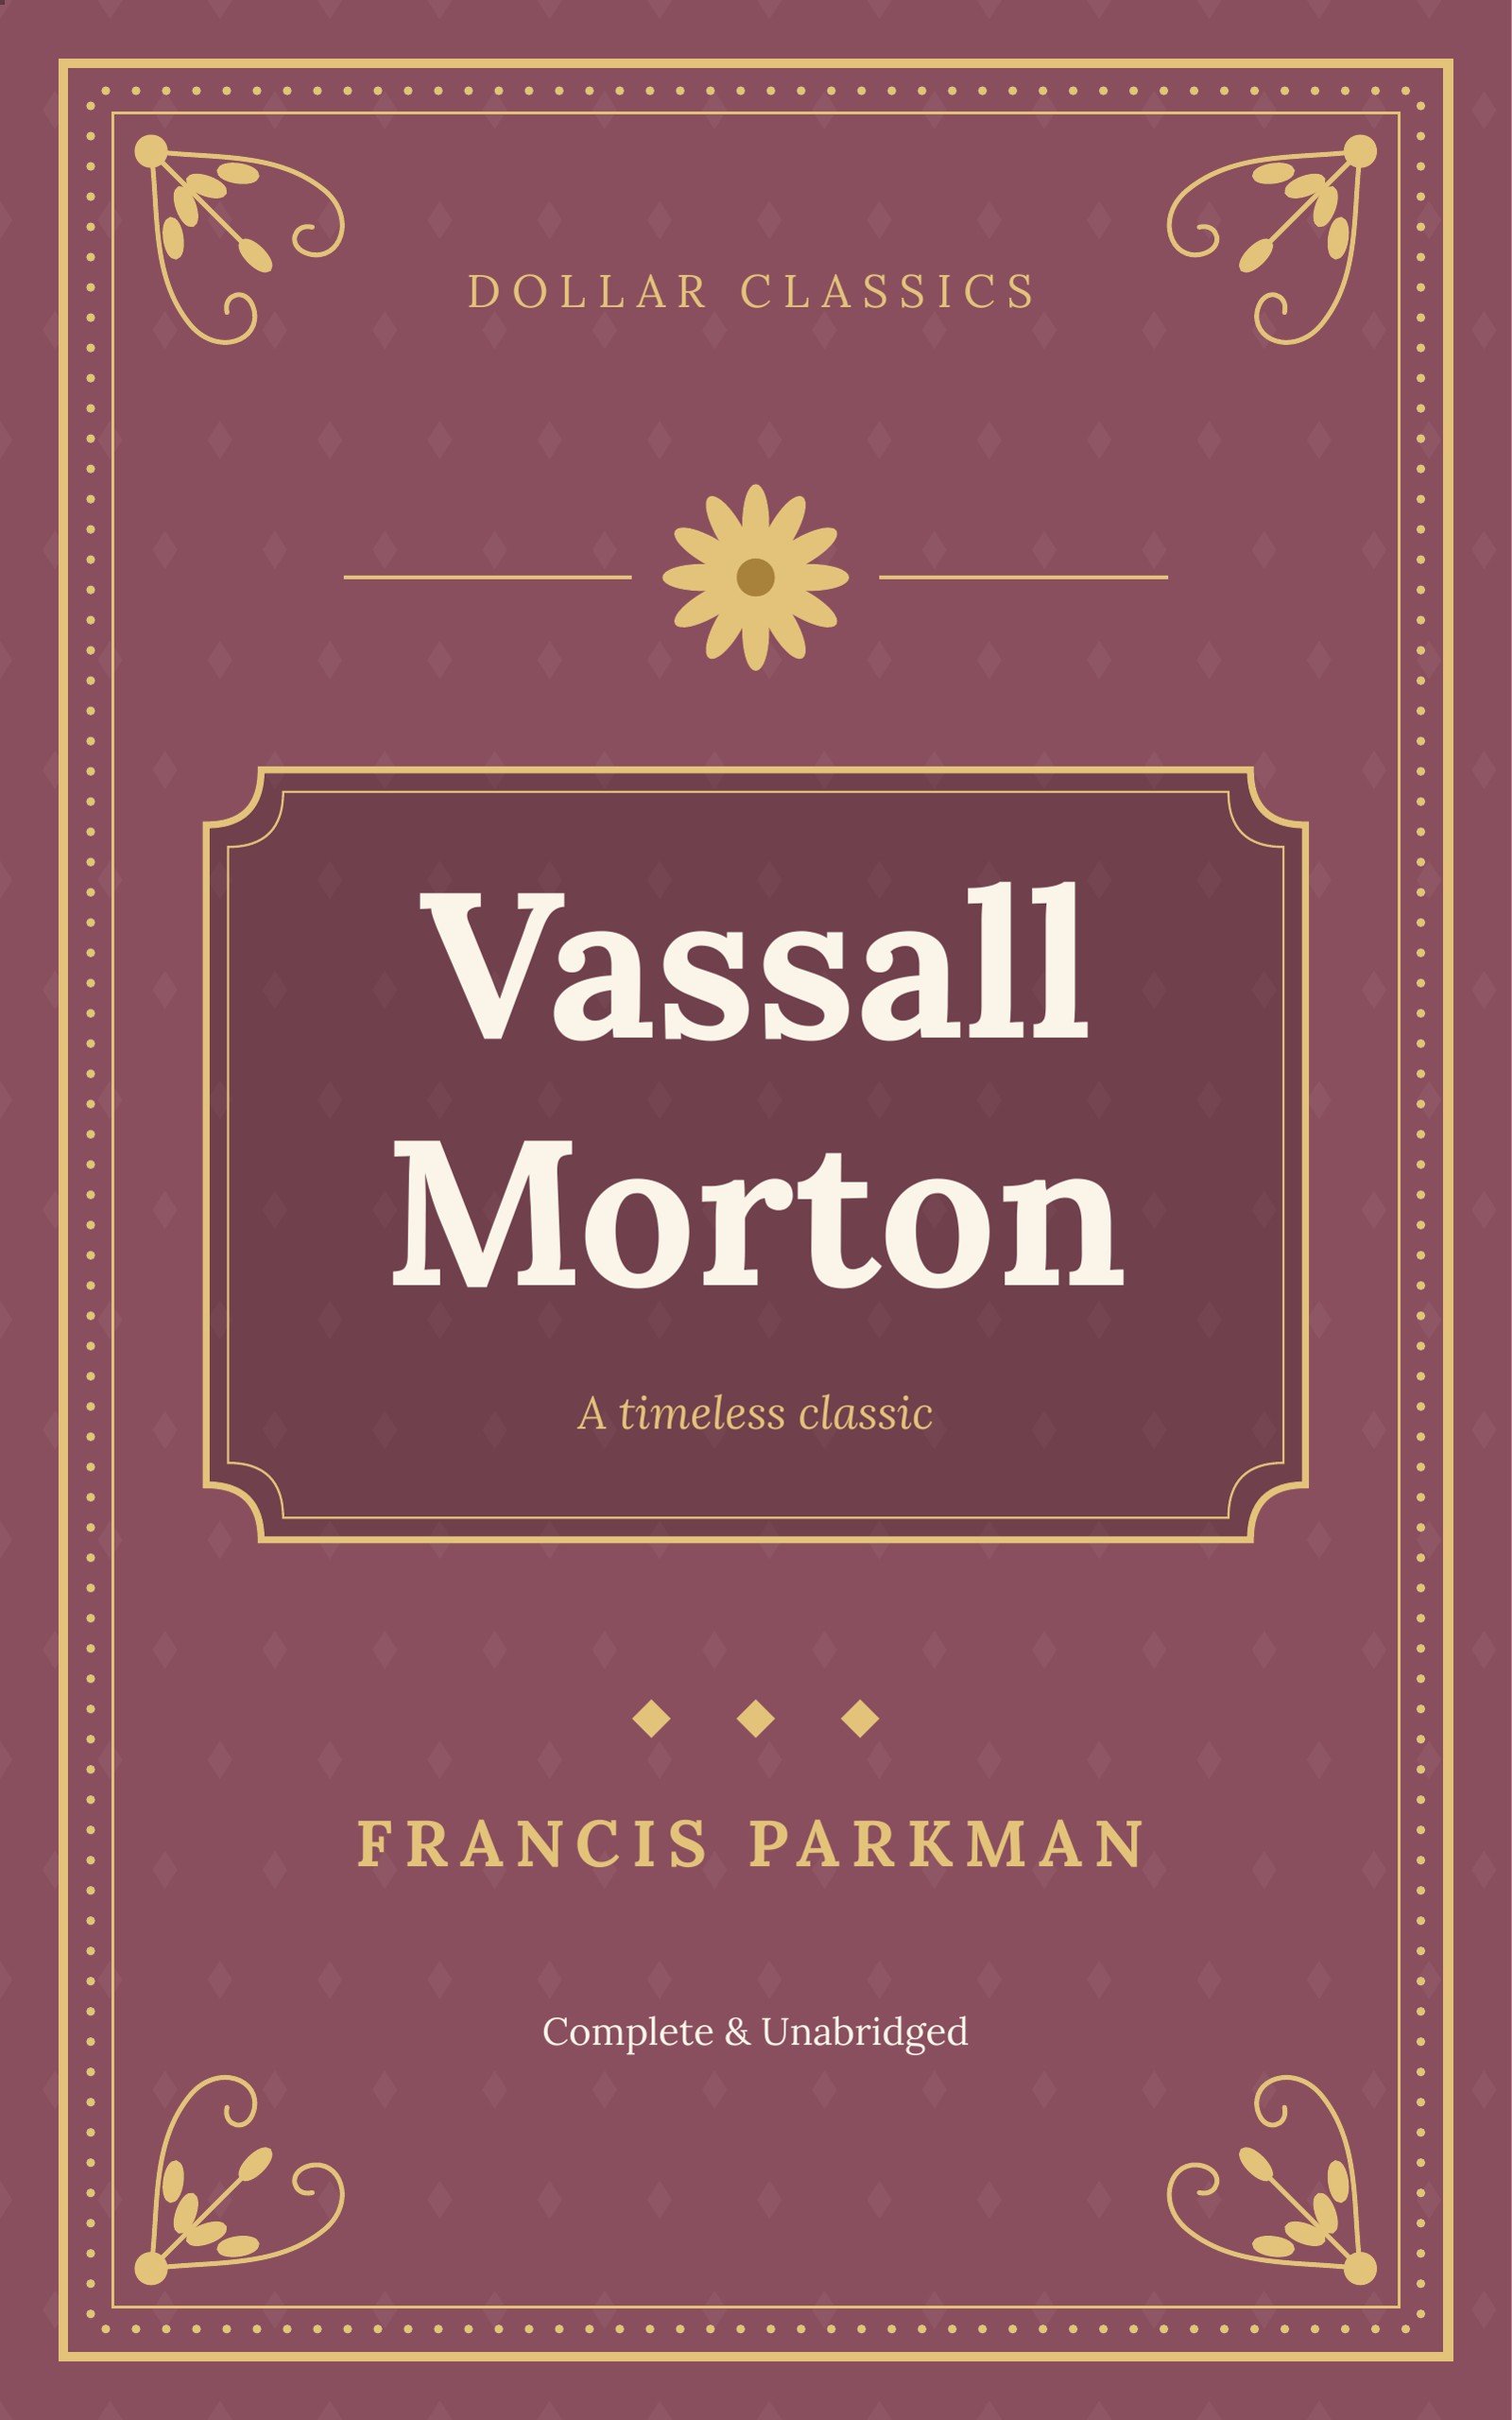 DOLLAR CLASSICS
Vassall
Morton
A timeless classic
FRANCIS PARKMAN
Complete & Unabridged